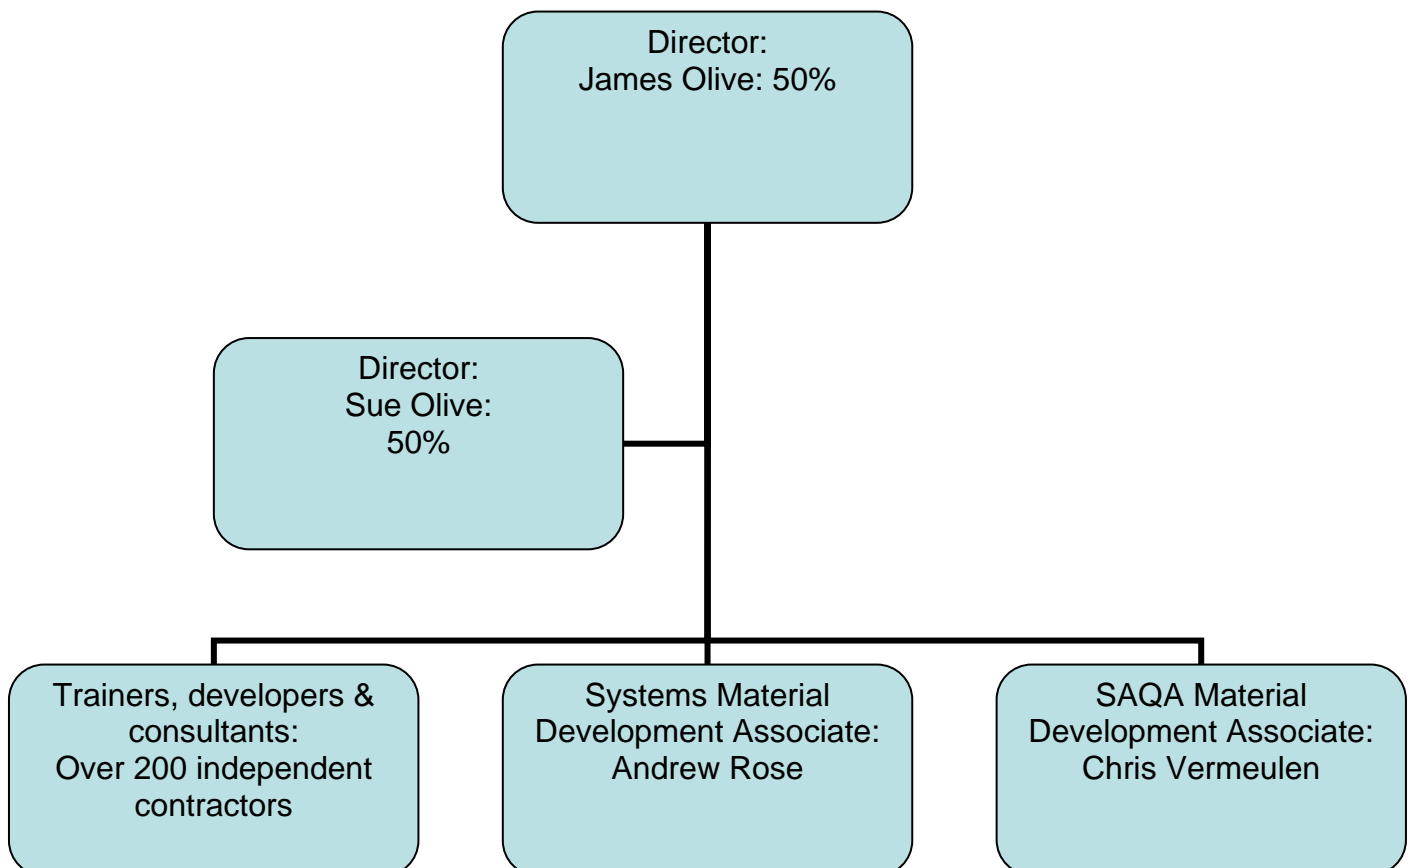 Director:
James Olive: 50%
Director:
Sue Olive:
50%
Trainers, developers &
consultants:
Over 200 independent
contractors
Systems Material
Development Associate:
Andrew Rose
SAQA Material
Development Associate:
Chris Vermeulen